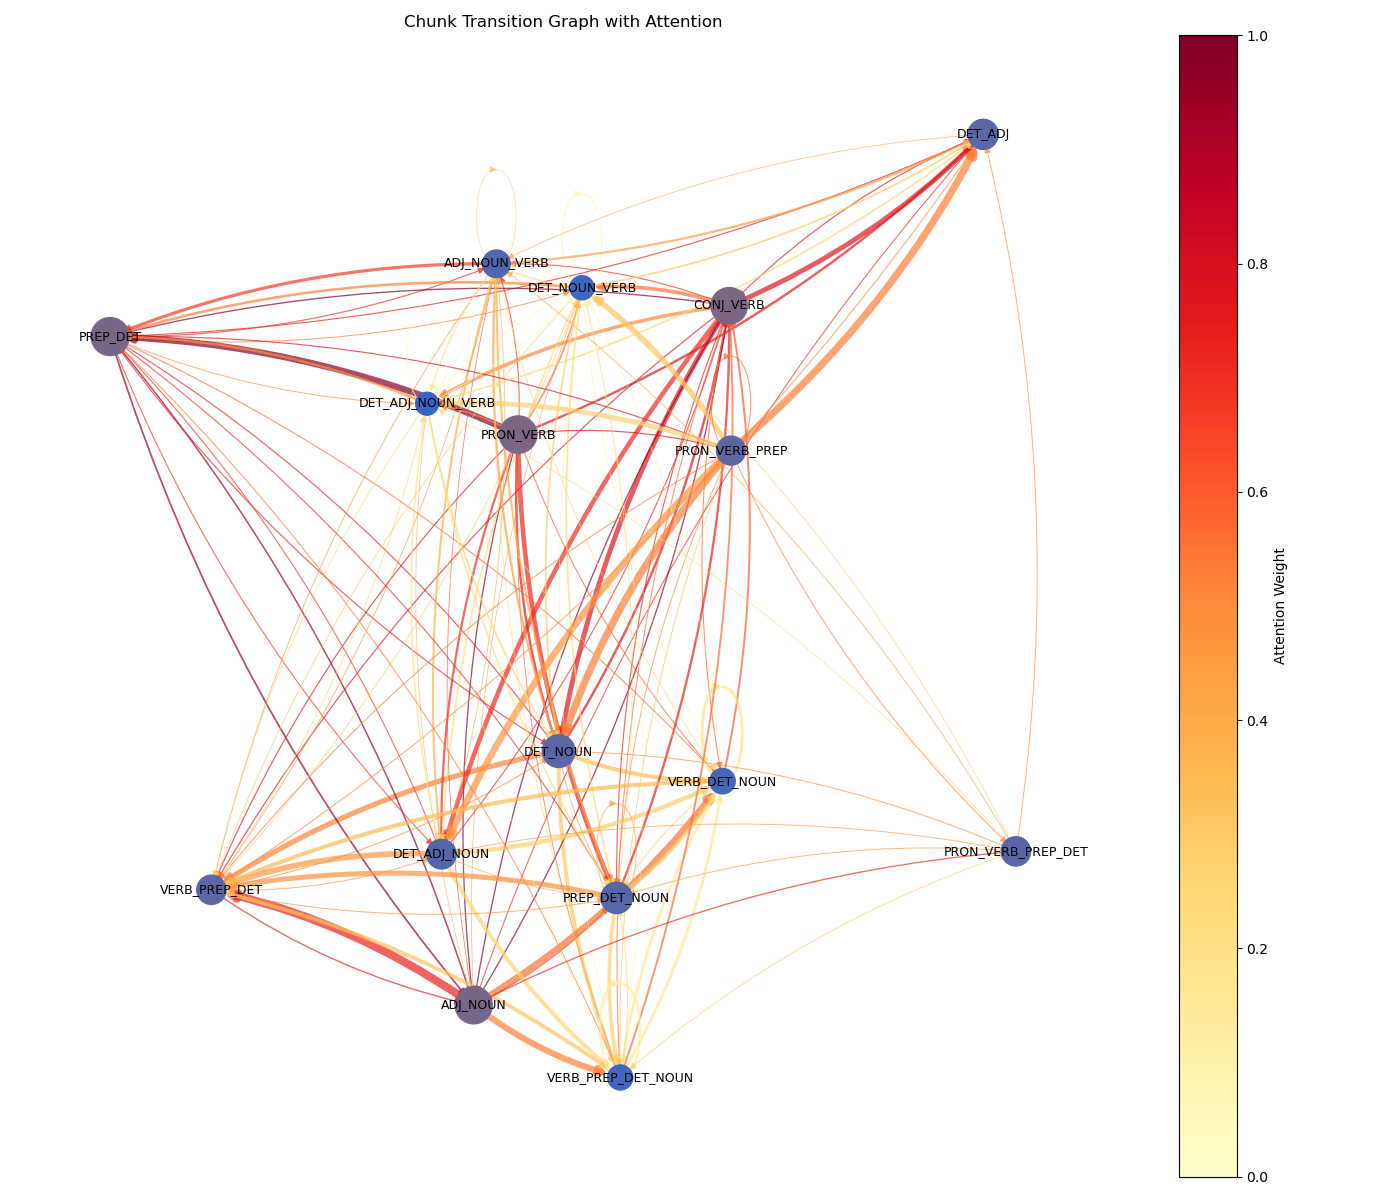 Chunk Transition Graph with Attention
1.0
DET_ADJ
0.8
ADJ_NOUN_VERB
DET_NOUN_VERB
CONJ_VERB
PREP_DET
DET_ADJ_NOUN_VERB
PRON_VERB
PRON_VERB_PREP
0.6
Attention Weight
0.4
DET_NOUN
VERB_DET_NOUN
DET_ADJ_NOUN
PRON_VERB_PREP_DET
VERB_PREP_DET
PREP_DET_NOUN
0.2
ADJ_NOUN
VERB_PREP_DET_NOUN
0.0